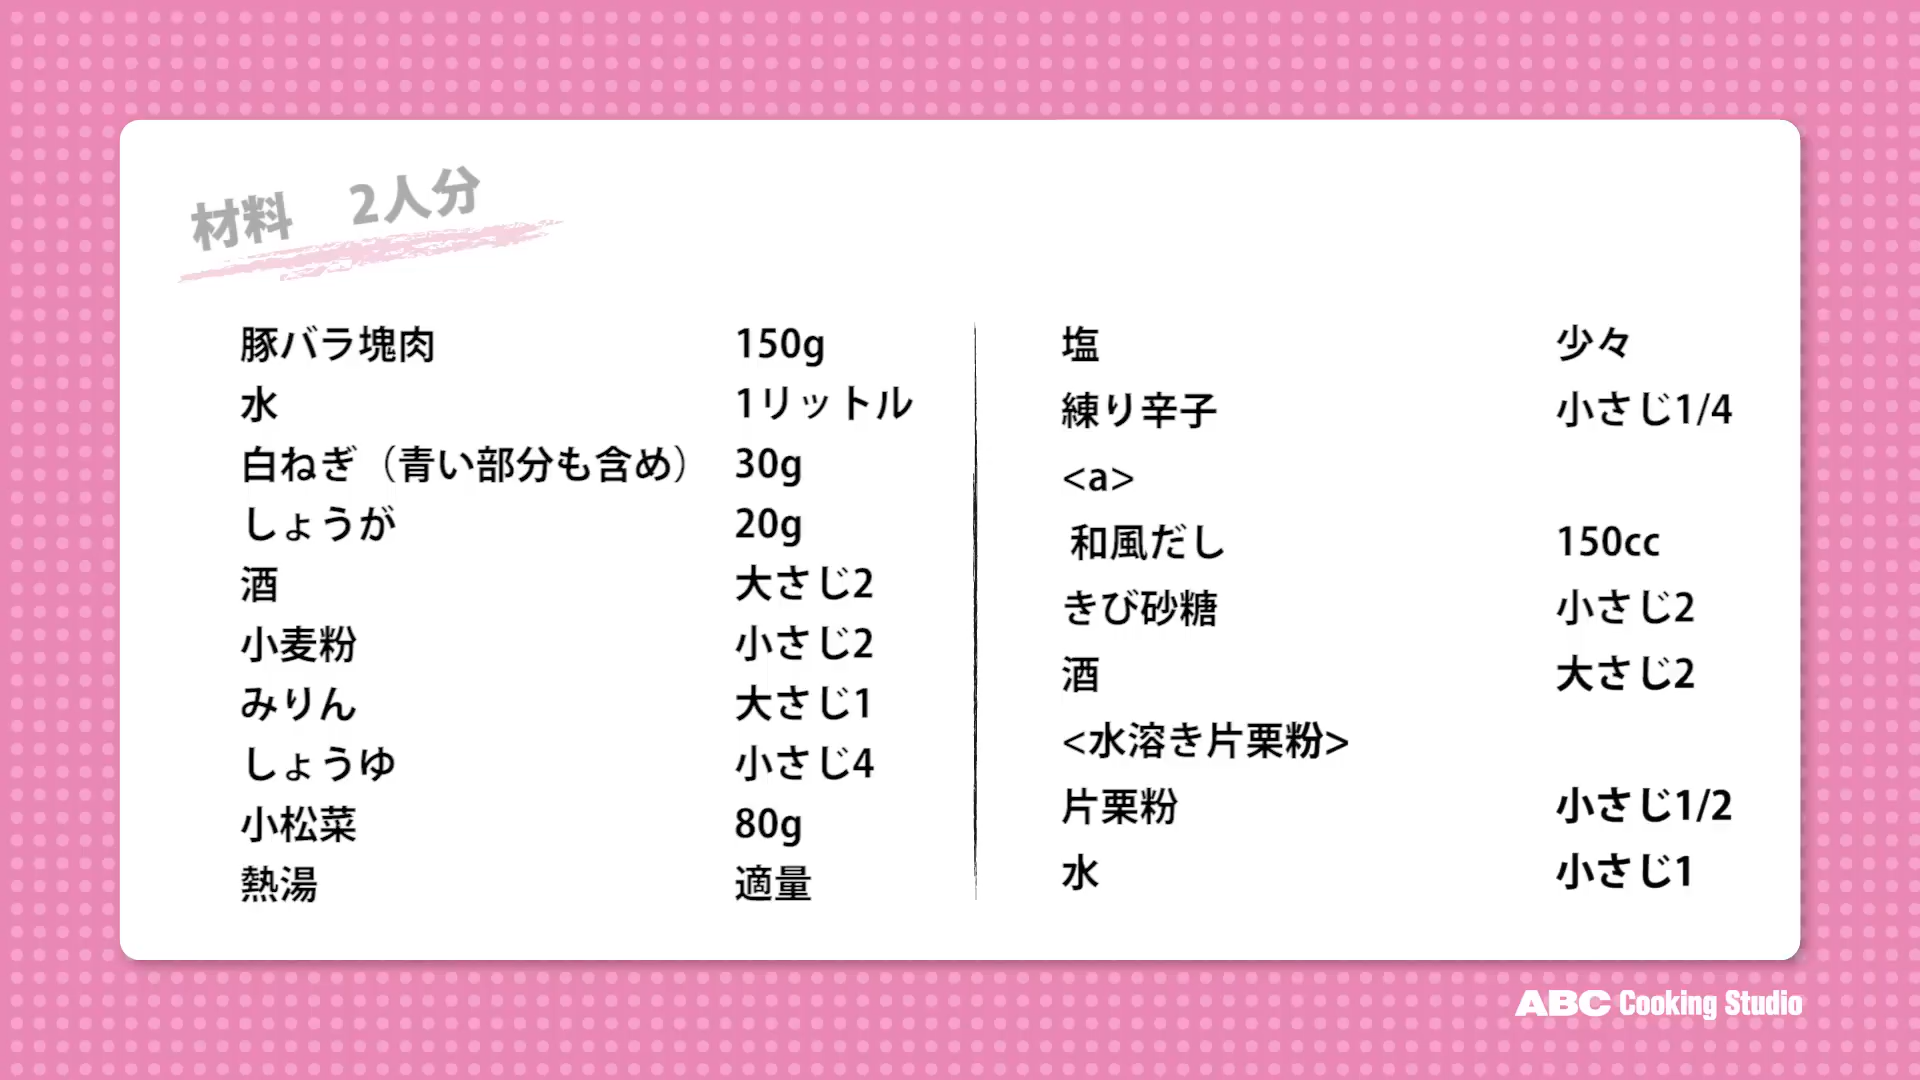 材料　2人分
豚バラ塊肉 150g
水 1リットル
白ねぎ（青い部分も含め） 30g
しょうが 20g
酒 大さじ2
小麦粉 小さじ2
みりん 大さじ1
しょうゆ 小さじ4
小松菜 80g
熱湯 適量
塩 少々
練り辛子 小さじ1/4
<a>
和風だし 150cc
きび砂糖 小さじ2
酒 大さじ2
<水溶き片栗粉>
片栗粉 小さじ1/2
水 小さじ1
ABC Cooking Studio